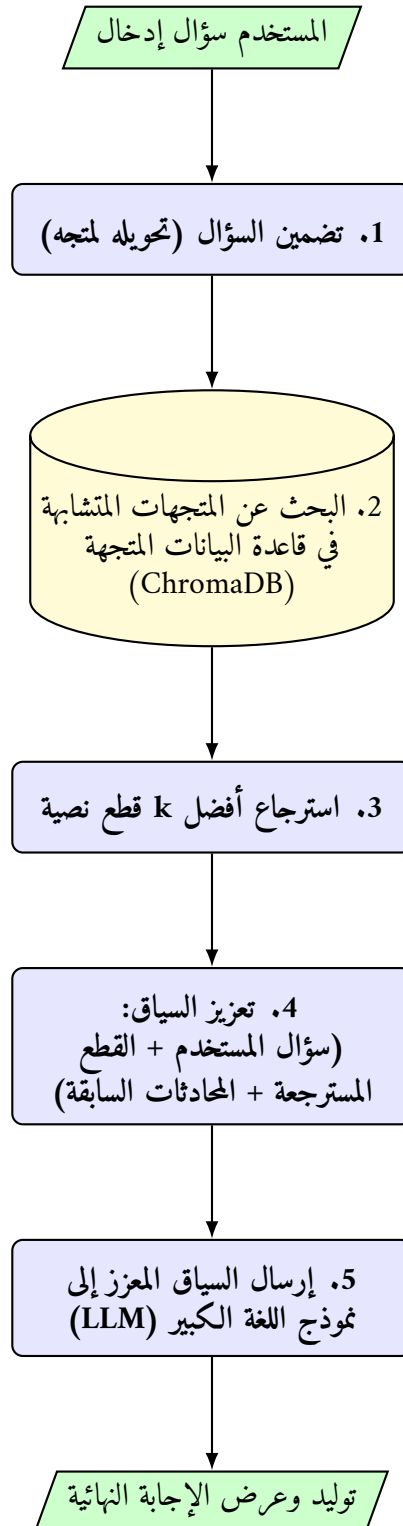 المستخدم سؤال إدخال
1. تضمين السؤال (تحويله لمتجه)
2. البحث عن المتجهات المتشابهة
في قاعدة البيانات المتجهة
(ChromaDB)
3. استرجاع أفضل k قطع نصية
4. تعزيز السياق:
(سؤال المستخدم + القطع
المسترجعة + المحادثات السابقة)
5. إرسال السياق المعزز إلى
نموذج اللغة الكبير (LLM)
توليد وعرض الإجابة النهائية